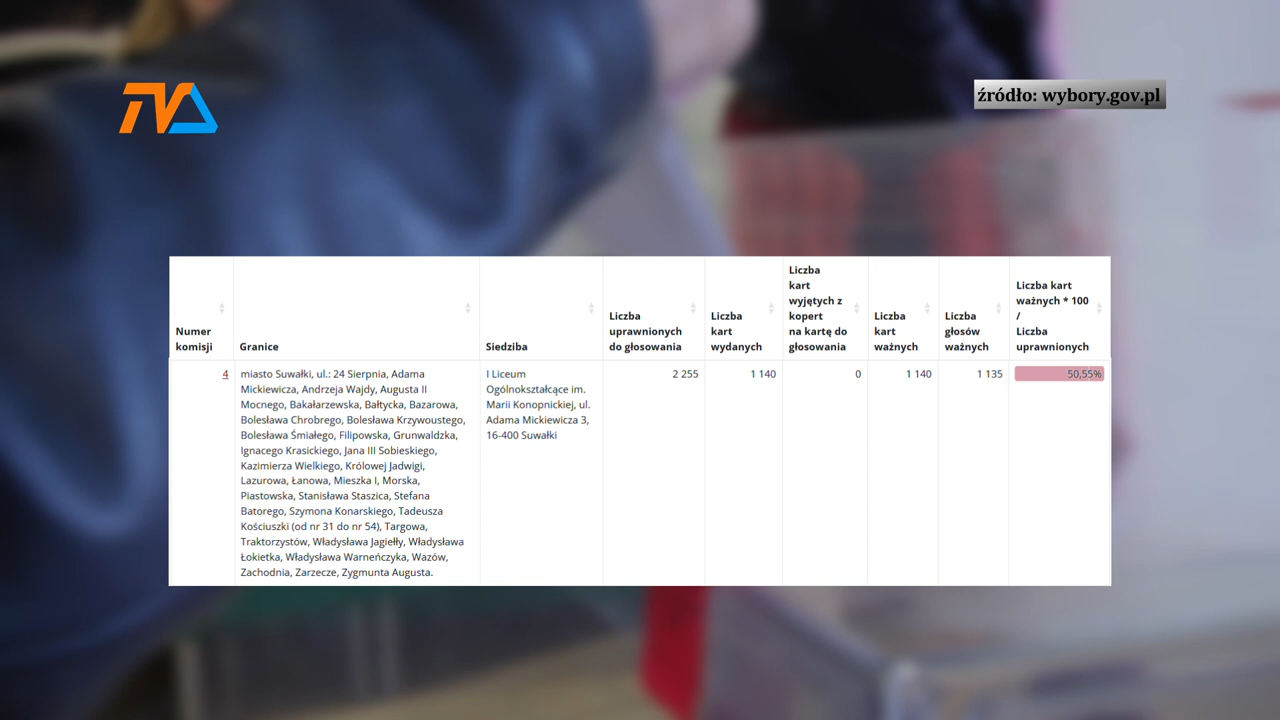 TVA
źródło: wybory.gov.pl
Numer
komisji
Granice
Siedziba
Liczba
uprawnionych
do głosowania
Liczba
kart
wydanych
Liczba
kart
wyjętych z
kopert
na kartę do
głosowania
Liczba
kart
ważnych
Liczba
głosów
ważnych
Liczba kart
ważnych * 100
/
Liczba
uprawnionych
4
miasto Suwałki, ul.: 24 Sierpnia, Adama
Mickiewicza, Andrzeja Wajdy, Augusta II
Mocnego, Bakałarzewska, Bałtycka, Bazarowa,
Bolesława Chrobrego, Bolesława Krzywoustego,
Bolesława Śmiałego, Filipowska, Grunwaldzka,
Ignacego Krasickiego, Jana III Sobieskiego,
Kazimierza Wielkiego, Królowej Jadwigi,
Lazurowa, Łanowa, Mieszka I, Morska,
Piastowska, Stanisława Staszica, Stefana
Batorego, Szymona Konarskiego, Tadeusza
Kościuszki (od nr 31 do nr 54), Targowa,
Traktorzystów, Władysława Jagiełły, Władysława
Łokietka, Władysława Warneńczyka, Wazów,
Zachodnia, Zarzecze, Zygmunta Augusta.
I Liceum
Ogólnokształcące im.
Marii Konopnickiej, ul.
Adama Mickiewicza 3,
16-400 Suwałki
2 255
1 140
0
1 140
1 135
50,55%